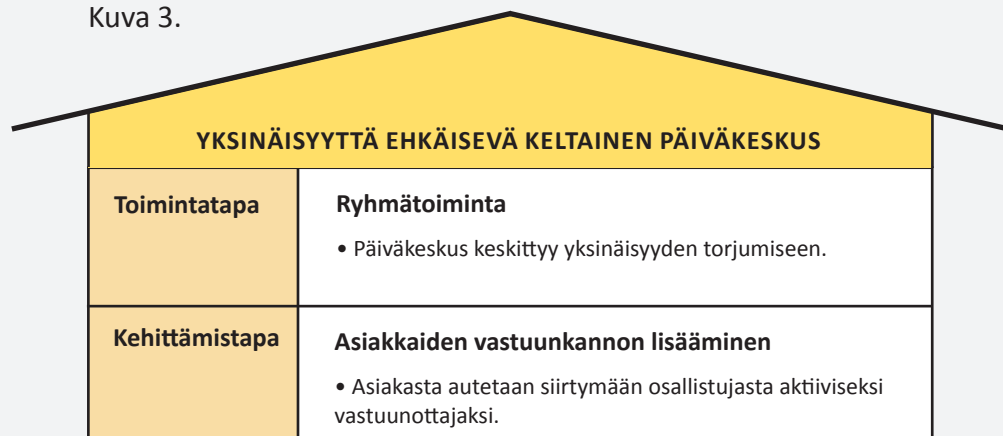 Kuva 3.
YKSINÄISYYTTÄ EHKÄISEVÄ KELTAINEN PÄIVÄKESKUS
Toimintatapa
Ryhmätoiminta
• Päiväkeskus keskittyy yksinäisyyden torjumiseen.
Kehittämistapa
Asiakkaiden vastuunkannon lisääminen
• Asiakasta autetaan siirtymään osallistujasta aktiiviseksi
vastuunottajaksi.